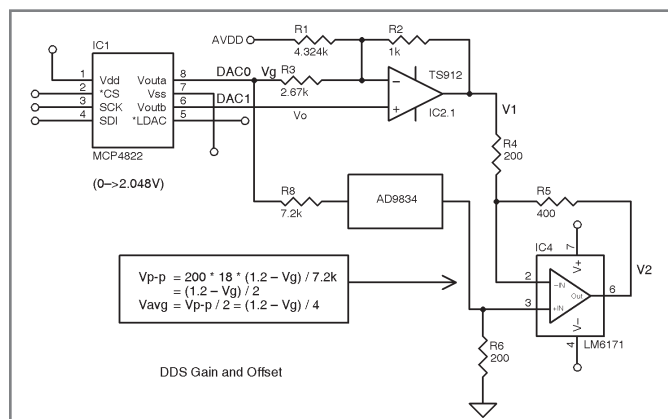 R1
4.324k
R2
1k
AVDD
IC1
1 Vdd
2 *CS
3 SCK
4 SDI
Vouta 8
Vss 7
Voutb 6
*LDAC 5
MCP4822
(0->2.048V)
DAC0 Vg
DAC1
Vo
R3
2.67k
TS912
−
+
IC2.1
V1
R4
200
R8
7.2k
AD9834
R5
400
IC4
7
V+
2
−IN
Out
6
3
+IN
V−
4
LM6171
V2
Vp-p = 200 * 18 * (1.2 − Vg) / 7.2k
= (1.2 − Vg) / 2
Vavg = Vp-p / 2 = (1.2 − Vg) / 4
R6
200
DDS Gain and Offset